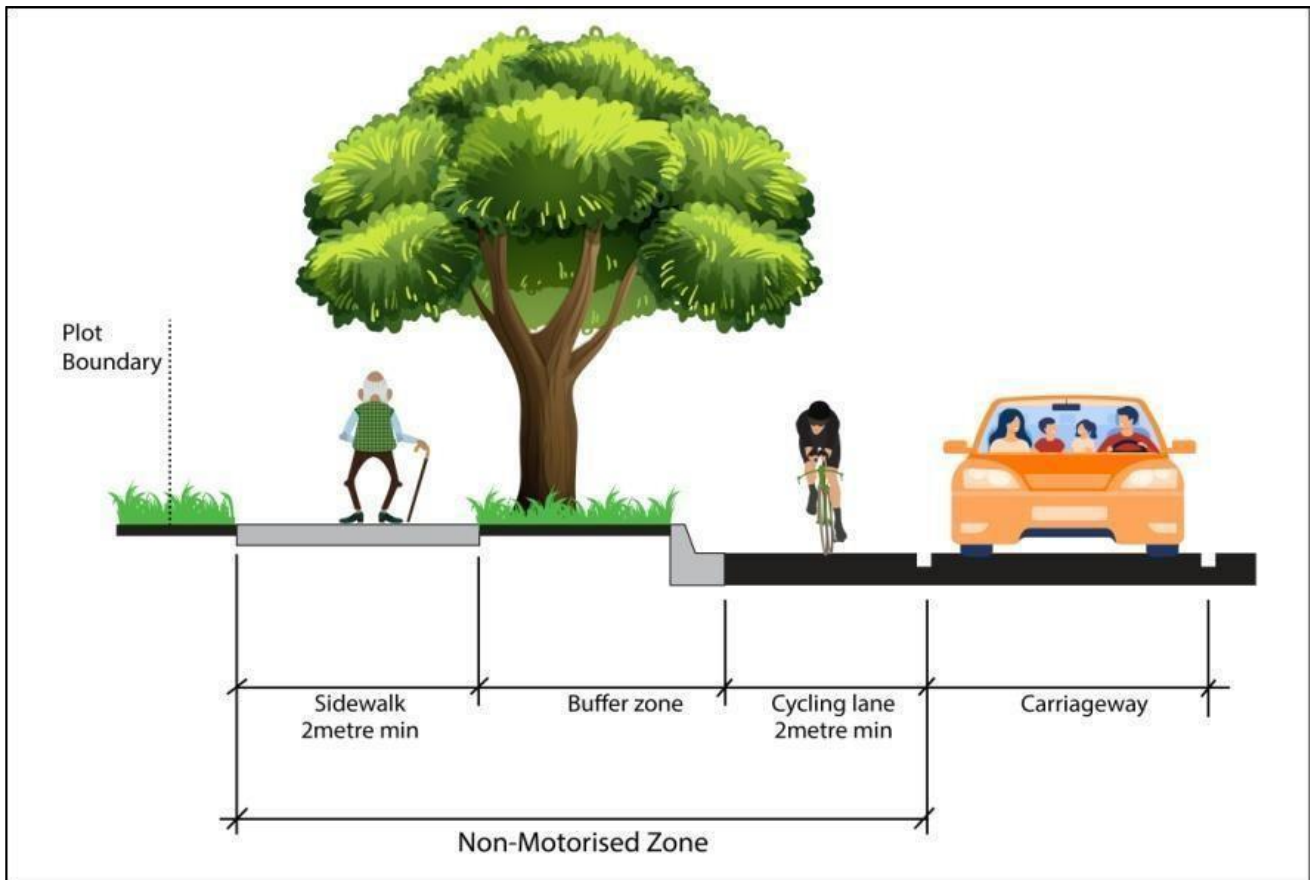 Plot
Boundary
Sidewalk
2metre min
Buffer zone
Cycling lane
2metre min
Carriageway
Non-Motorised Zone